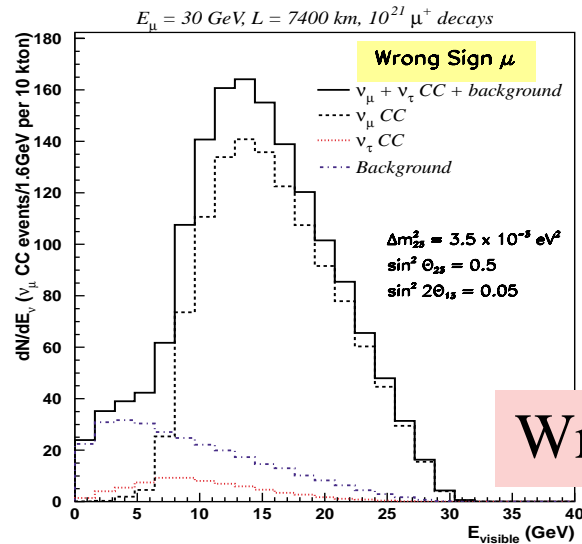 E_μ = 30 GeV, L = 7400 km, 10^21 μ^+ decays
Wrong Sign μ
ν_μ + ν_τ CC + background
ν_μ CC
ν_τ CC
Background
Δm²_23 = 3.5 x 10^-3 eV²
sin² Θ_23 = 0.5
sin² 2Θ_13 = 0.05
dN/dE_ν (ν_μ CC events/1.6GeV per 10 kton)
180
160
140
120
100
80
60
40
20
0
0 5 10 15 20 25 30 35 40
E_visible (GeV)